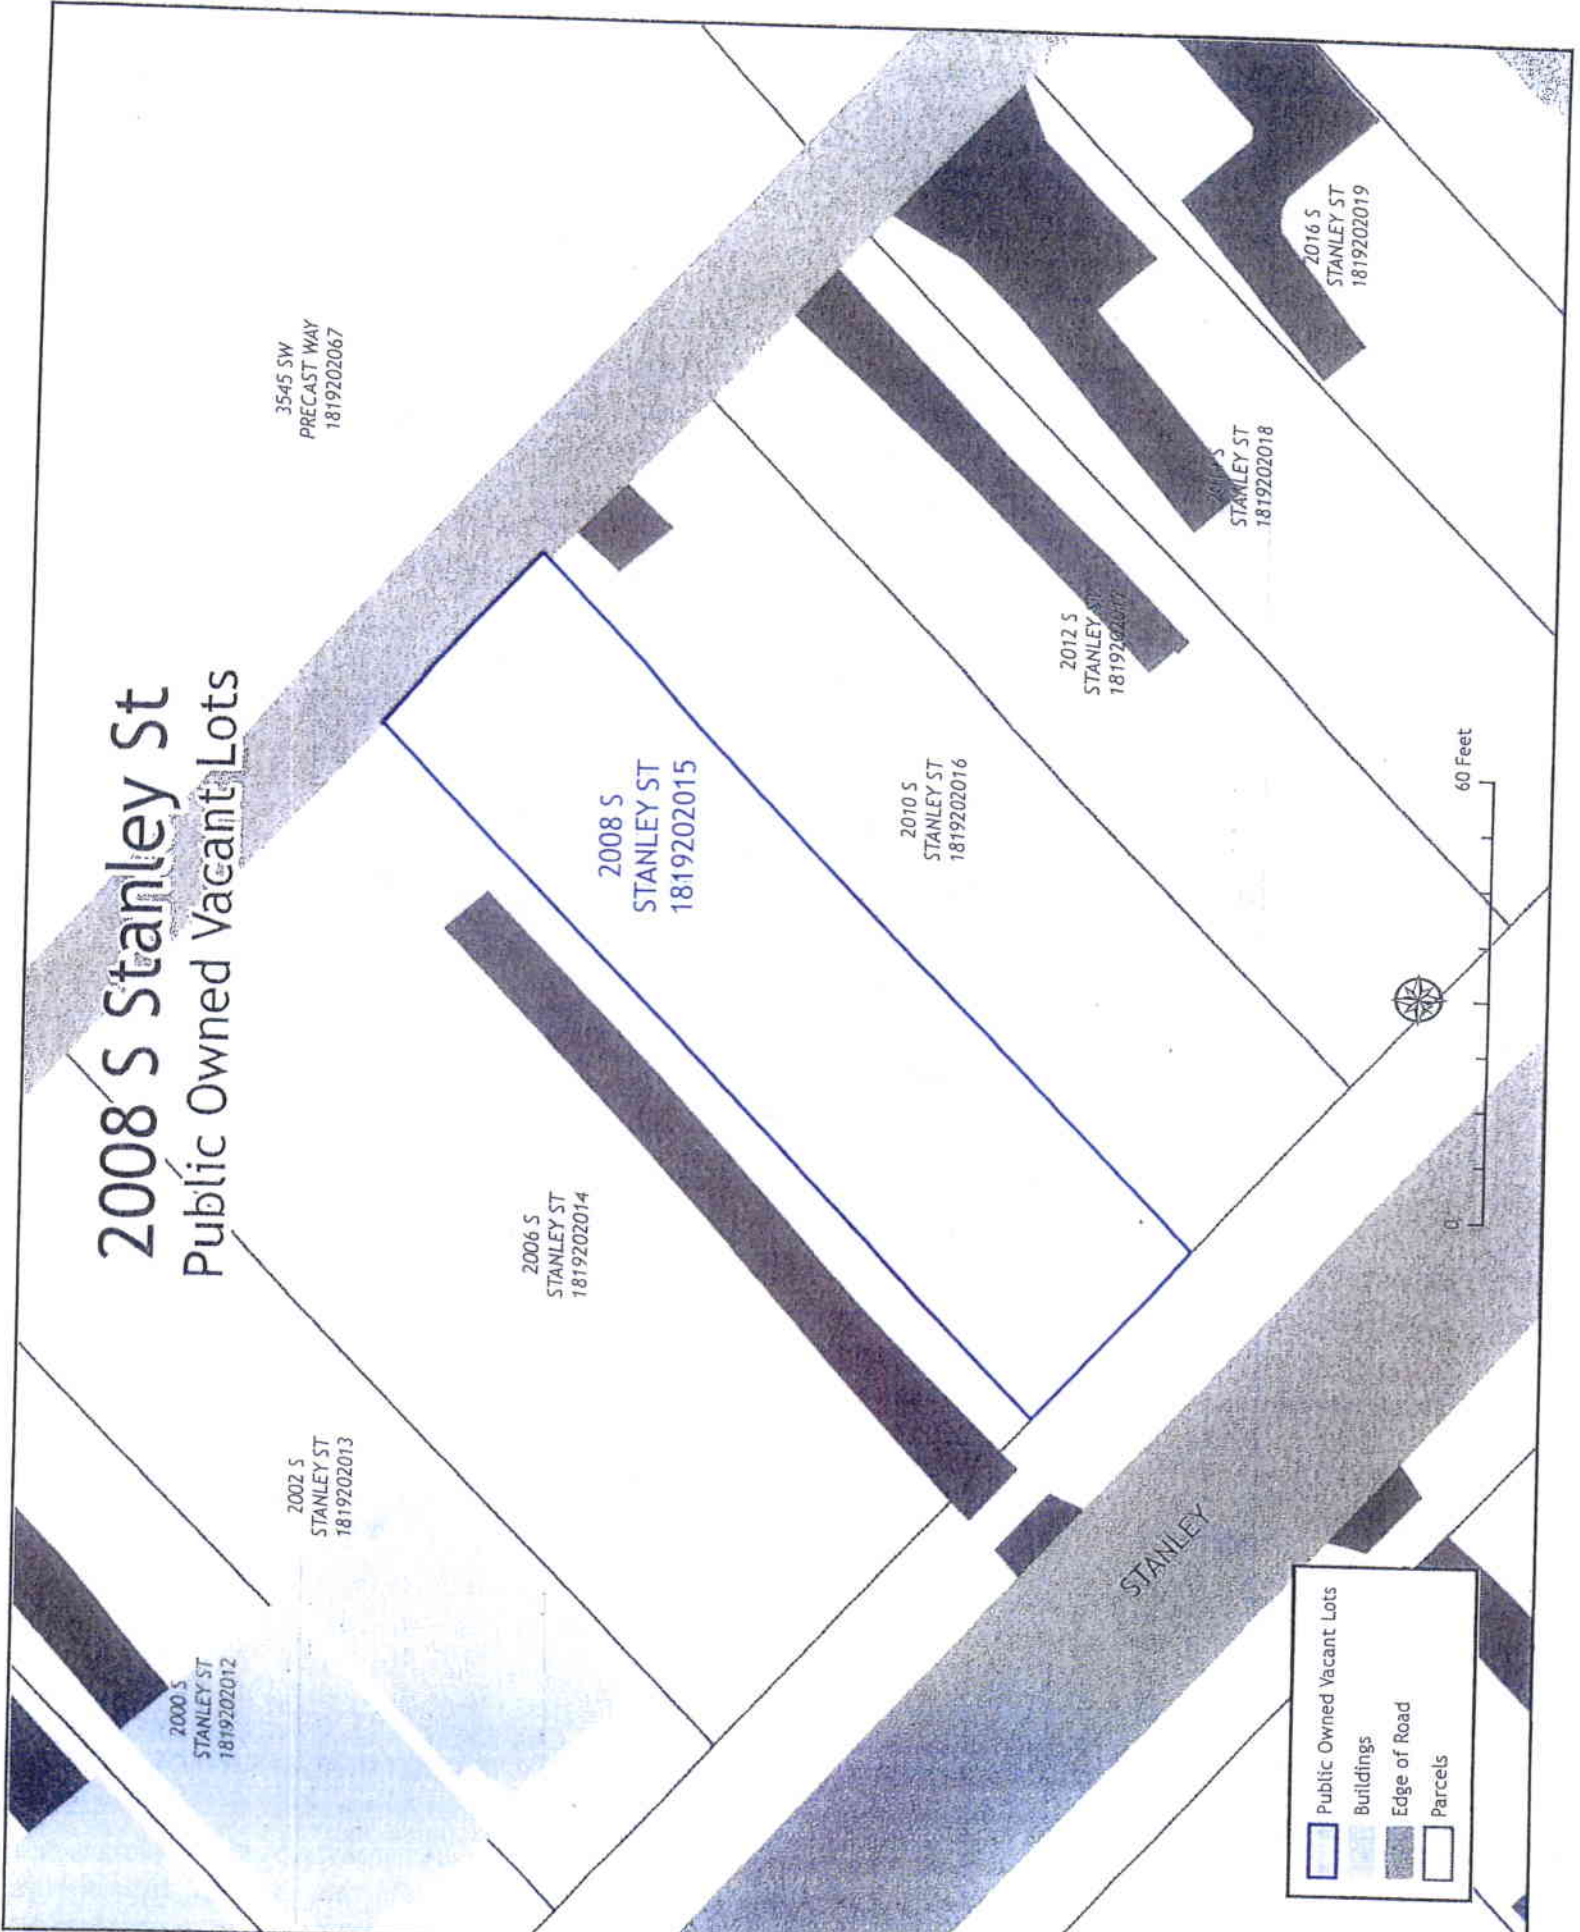 2008 S Stanley St
Public Owned Vacant Lots
3545 SW
PRECAST WAY
1819202067
2000 S
STANLEY ST
1819202012
2002 S
STANLEY ST
1819202013
2006 S
STANLEY ST
1819202014
2008 S
STANLEY ST
1819202015
2010 S
STANLEY ST
1819202016
2012 S
STANLEY ST
S
STANLEY ST
1819202018
2016 S
STANLEY ST
1819202019
STANLEY
0
60 Feet
Public Owned Vacant Lots
Buildings
Edge of Road
Parcels